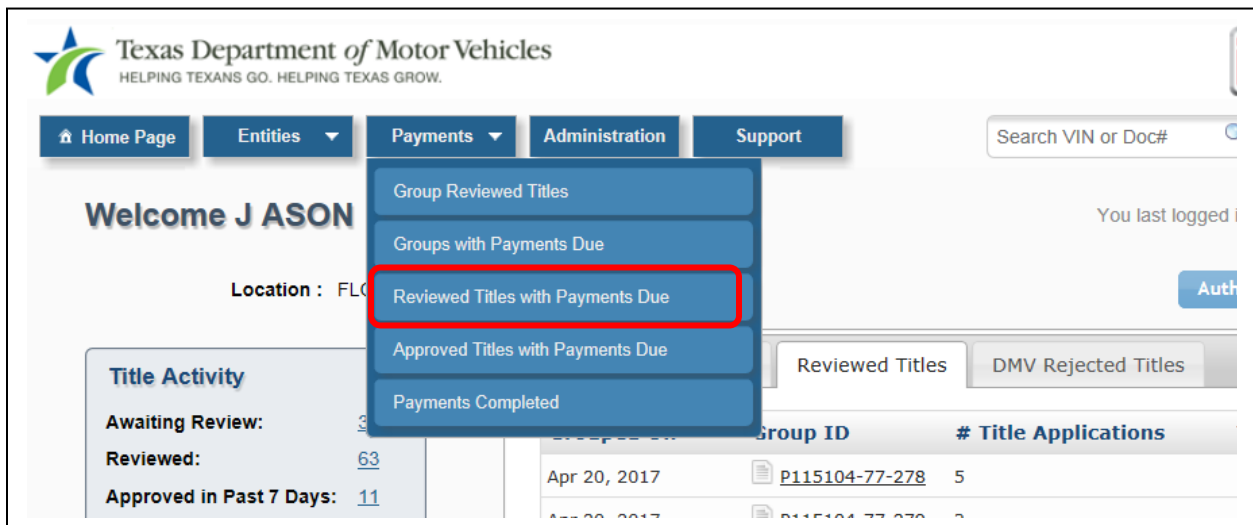 Texas Department of Motor Vehicles
HELPING TEXANS GO. HELPING TEXAS GROW.
Home Page Entities Payments Administration Support Search VIN or Doc#
Group Reviewed Titles
Welcome J ASON You last logged
Groups with Payments Due
Location : Reviewed Titles with Payments Due
Approved Titles with Payments Due Reviewed Titles DMV Rejected Titles
Title Activity
Payments Completed
Awaiting Review:
Group ID # Title Applications
Reviewed: 63
Apr 20, 2017 P115104-77-278 5
Approved in Past 7 Days: 11